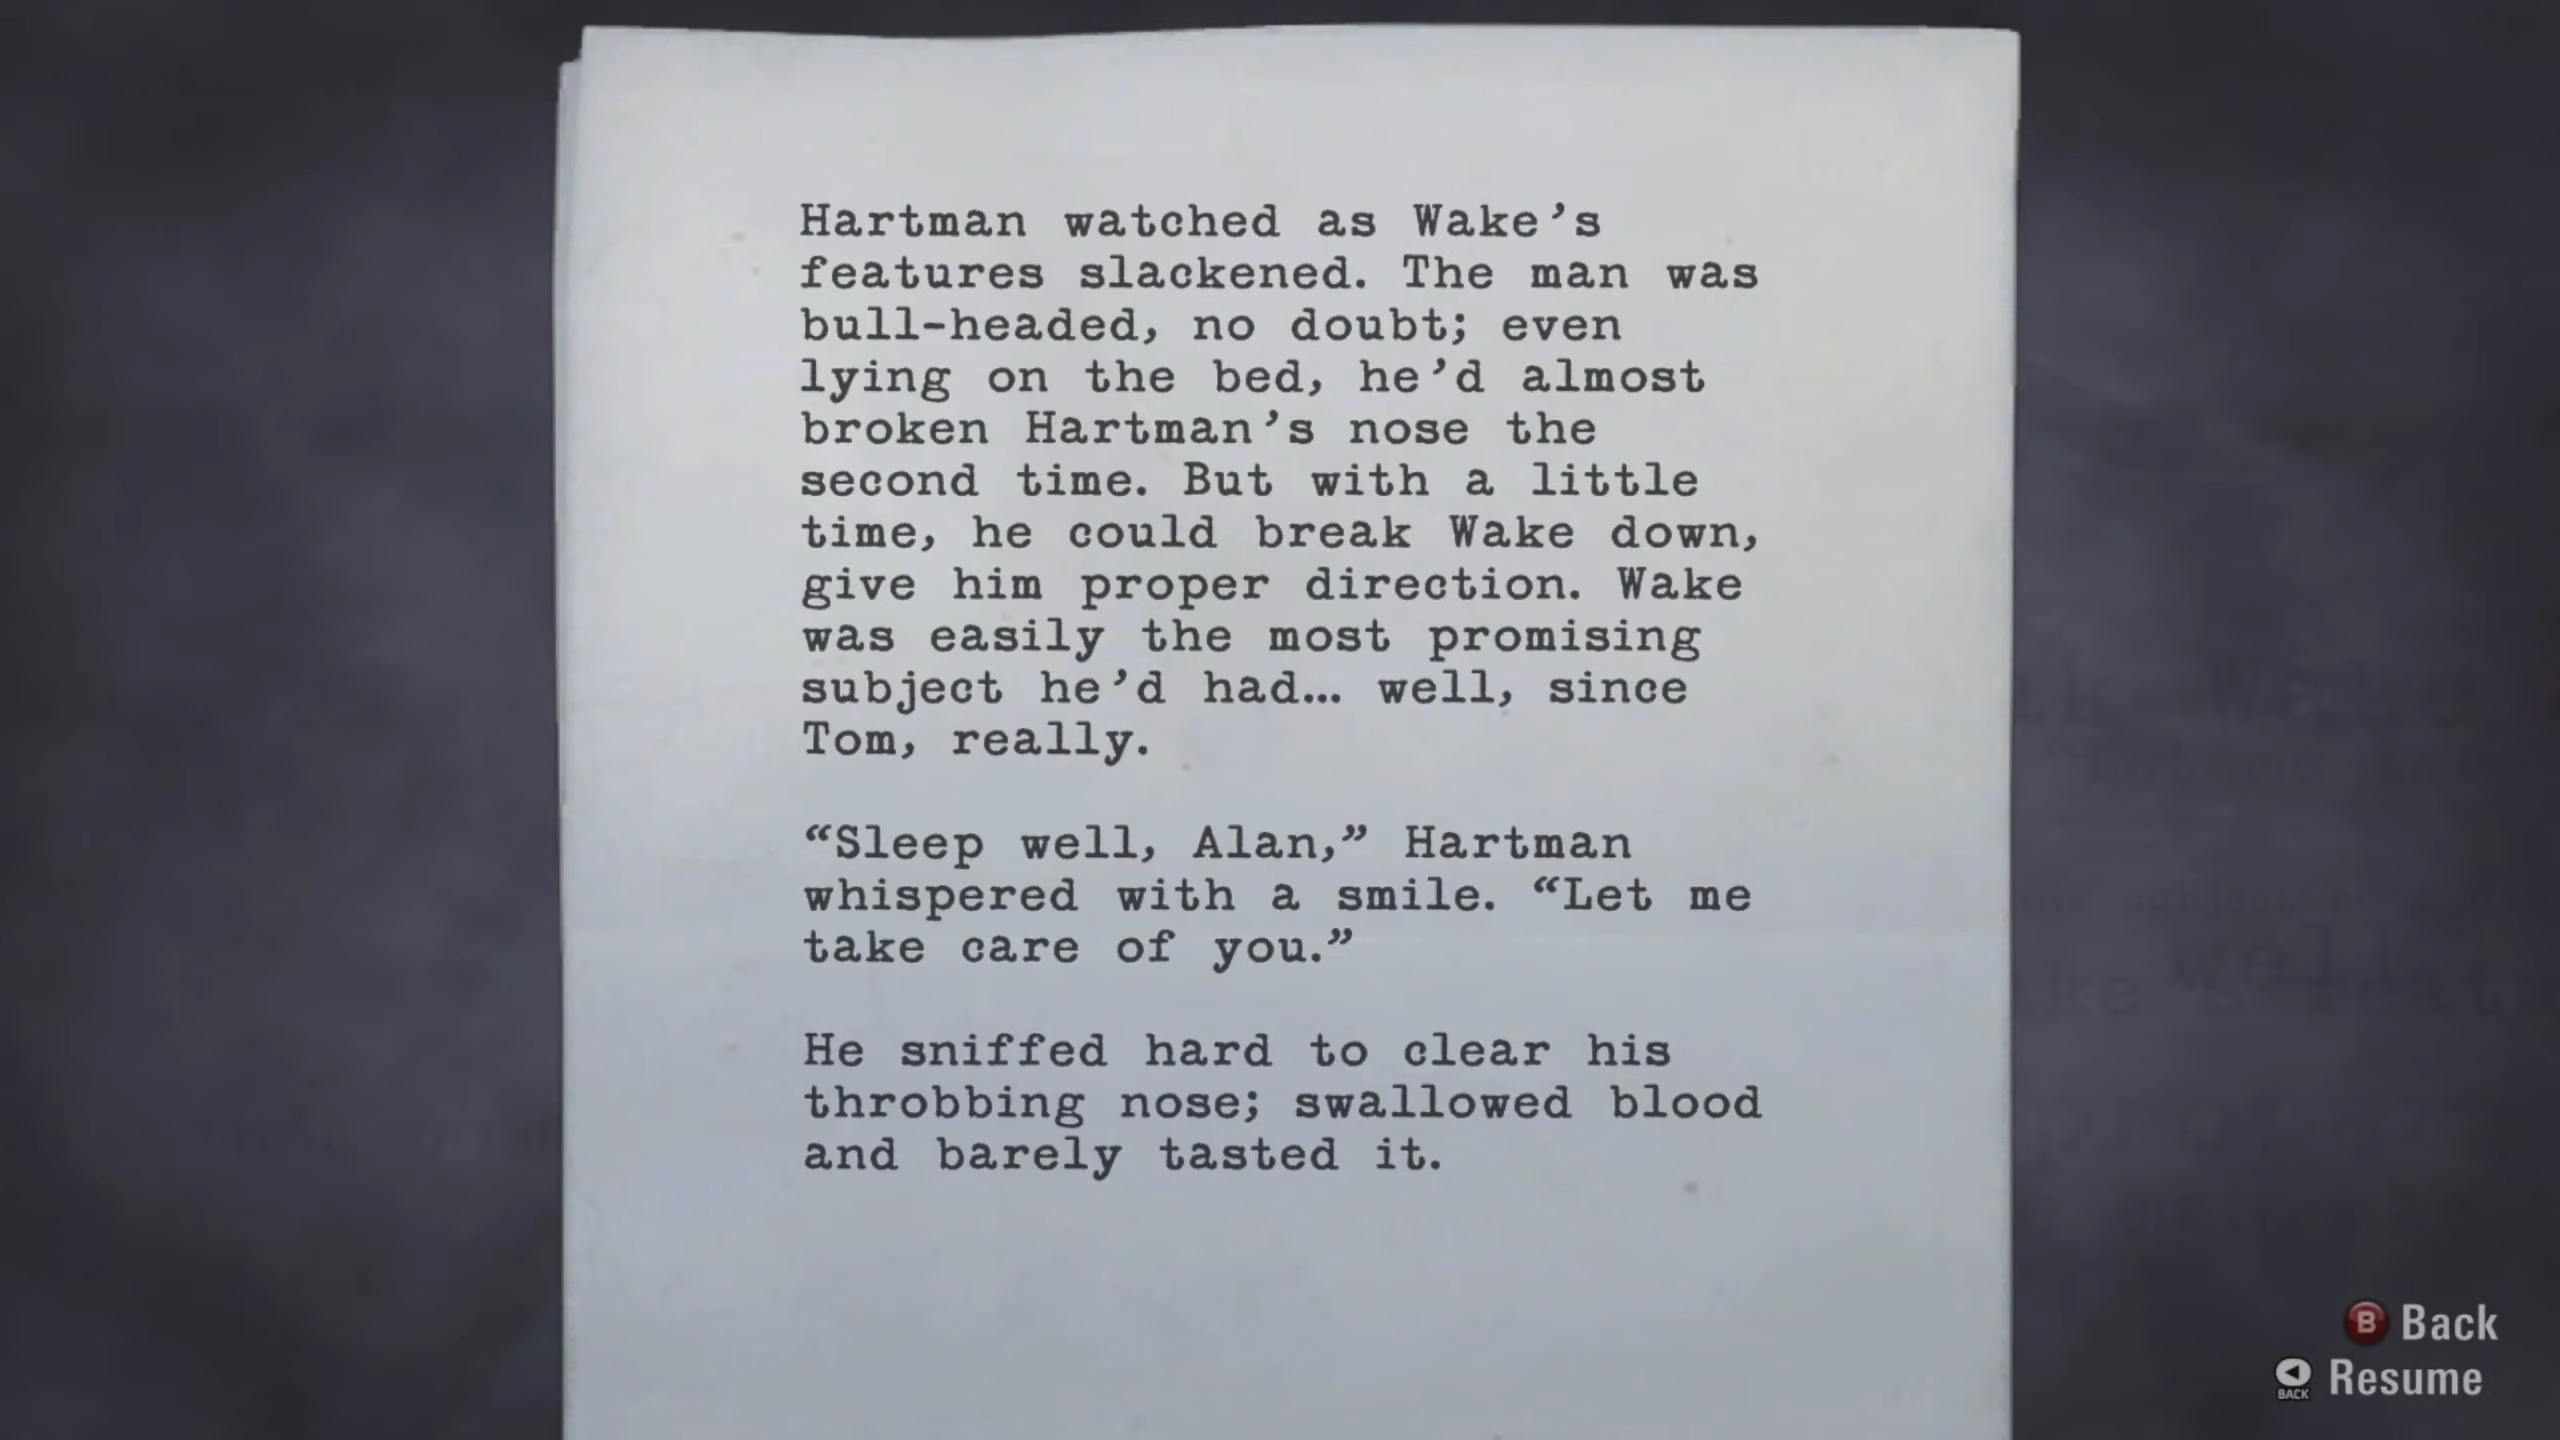 Hartman watched as Wake’s
features slackened. The man was
bull-headed, no doubt; even
lying on the bed, he’d almost
broken Hartman’s nose the
second time. But with a little
time, he could break Wake down,
give him proper direction. Wake
was easily the most promising
subject he’d had… well, since
Tom, really.
“Sleep well, Alan,” Hartman
whispered with a smile. “Let me
take care of you.”
He sniffed hard to clear his
throbbing nose; swallowed blood
and barely tasted it.
B Back
BACK Resume